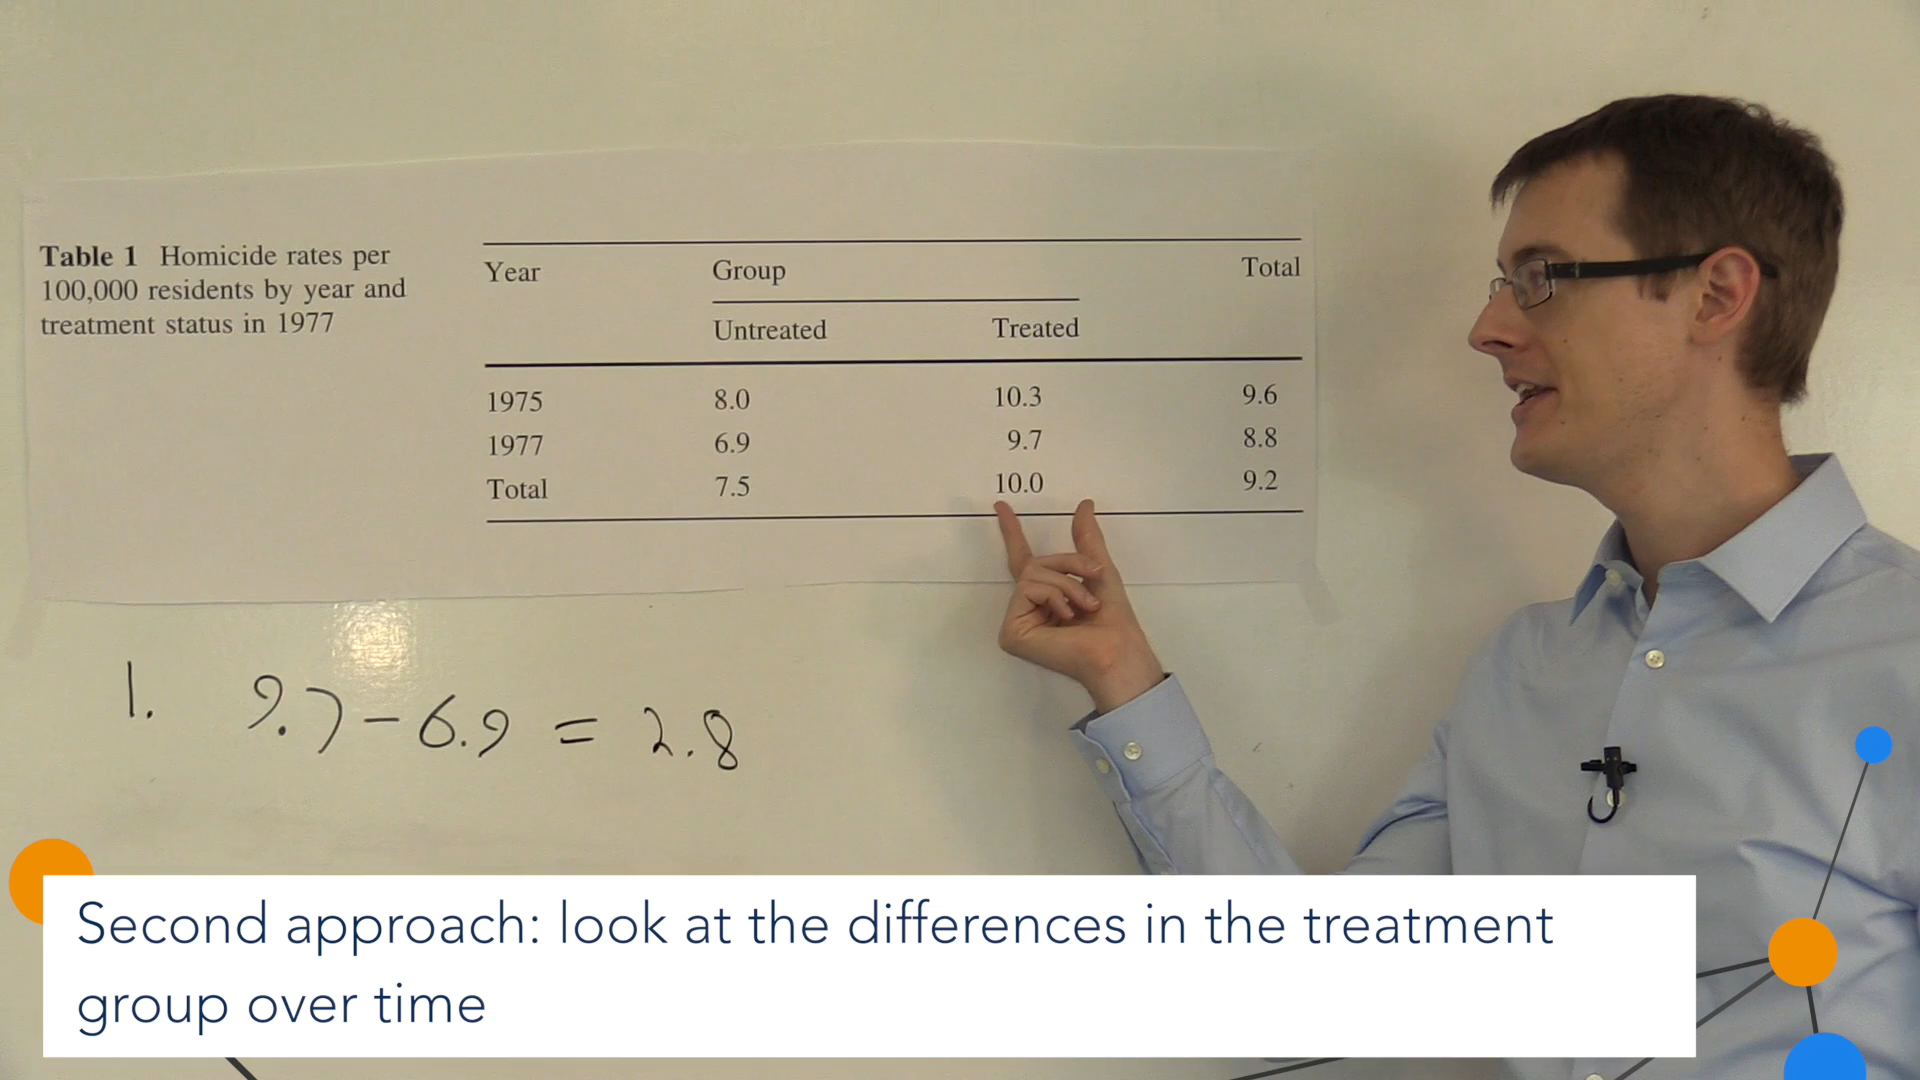 Table 1 Homicide rates per
100,000 residents by year and
treatment status in 1977
Year Group Total
Untreated Treated
1975 8.0 10.3 9.6
1977 6.9 9.7 8.8
Total 7.5 10.0 9.2
1. 9.7 - 6.9 = 2.8
Second approach: look at the differences in the treatment
group over time